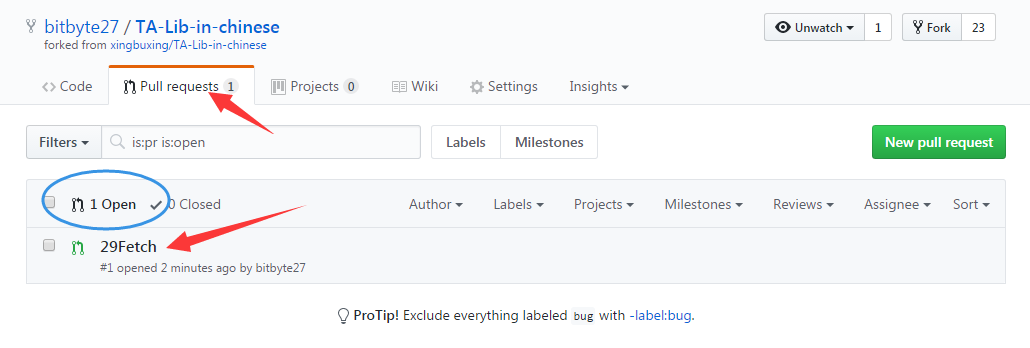 bitbyte27 / TA-Lib-in-chinese
forked from xingbuxing/TA-Lib-in-chinese
Unwatch 1 Fork 23
Code Pull requests 1 Projects 0 Wiki Settings Insights
Filters is:pr is:open Labels Milestones New pull request
1 Open 0 Closed Author Labels Projects Milestones Reviews Assignee Sort
29Fetch
#1 opened 2 minutes ago by bitbyte27
ProTip! Exclude everything labeled bug with -label:bug.